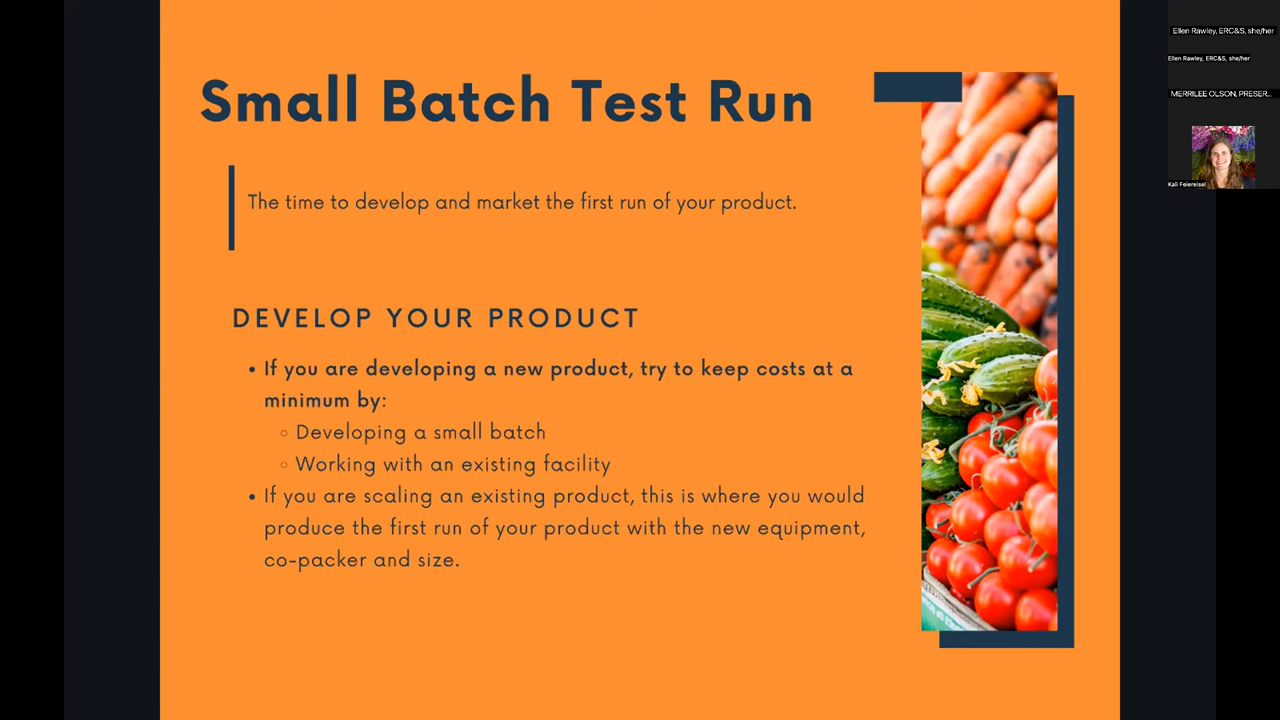 Small Batch Test Run
The time to develop and market the first run of your product.
DEVELOP YOUR PRODUCT
• If you are developing a new product, try to keep costs at a
minimum by:
◦ Developing a small batch
◦ Working with an existing facility
• If you are scaling an existing product, this is where you would
produce the first run of your product with the new equipment,
co-packer and size.
Ellen Rawley, ERC&S, she/her
Ellen Rawley, ERC&S, she/her
MERRILEE OLSON, PRESER...
Kali Feiereisel